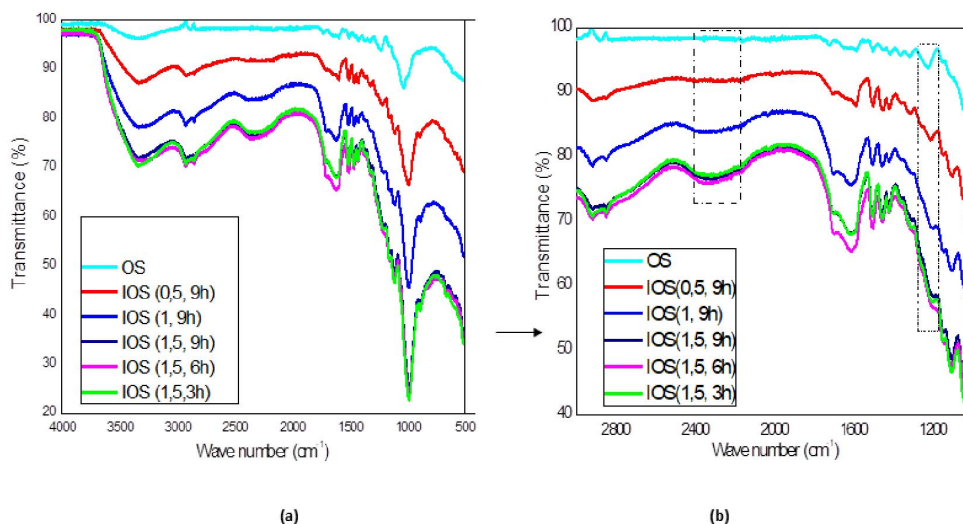 100
90
80
70
60
50
40
30
20
Transmittance (%)
OS
IOS (0,5, 9h)
IOS (1, 9h)
IOS (1,5, 9h)
IOS (1,5, 6h)
IOS (1,5,3h)
4000 3500 3000 2500 2000 1500 1000 500
Wave number (cm⁻¹)
(a)
100
90
80
70
60
50
40
Transmittance (%)
OS
IOS(0,5, 9h)
IOS(1, 9h)
IOS(1,5, 9h)
IOS(1,5, 6h)
IOS(1,5, 3h)
2800 2400 2000 1600 1200
Wave number (cm⁻¹)
(b)